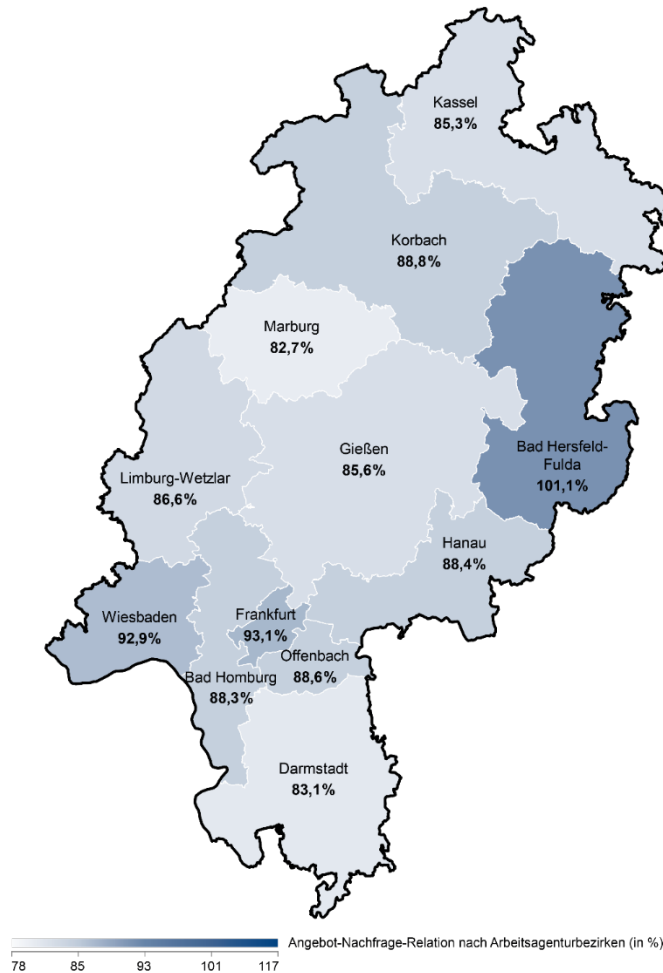 Kassel
85,3%
Korbach
88,8%
Marburg
82,7%
Gießen
85,6%
Bad Hersfeld-
Fulda
101,1%
Limburg-Wetzlar
86,6%
Hanau
88,4%
Wiesbaden
92,9%
Frankfurt
93,1%
Offenbach
88,6%
Bad Homburg
88,3%
Darmstadt
83,1%
Angebot-Nachfrage-Relation nach Arbeitsagenturbezirken (in %)
78 85 93 101 117